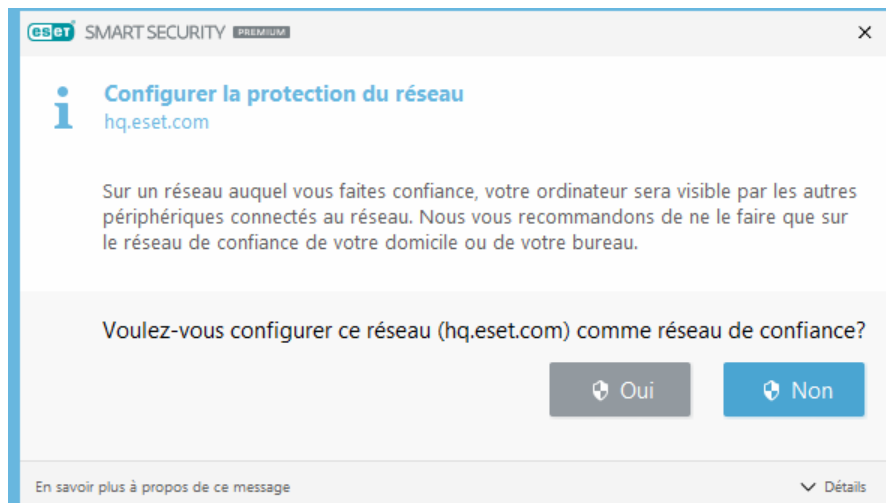 eset SMART SECURITY PREMIUM
Configurer la protection du réseau
hq.eset.com
Sur un réseau auquel vous faites confiance, votre ordinateur sera visible par les autres
périphériques connectés au réseau. Nous vous recommandons de ne le faire que sur
le réseau de confiance de votre domicile ou de votre bureau.
Voulez-vous configurer ce réseau (hq.eset.com) comme réseau de confiance?
Oui Non
En savoir plus à propos de ce message Détails